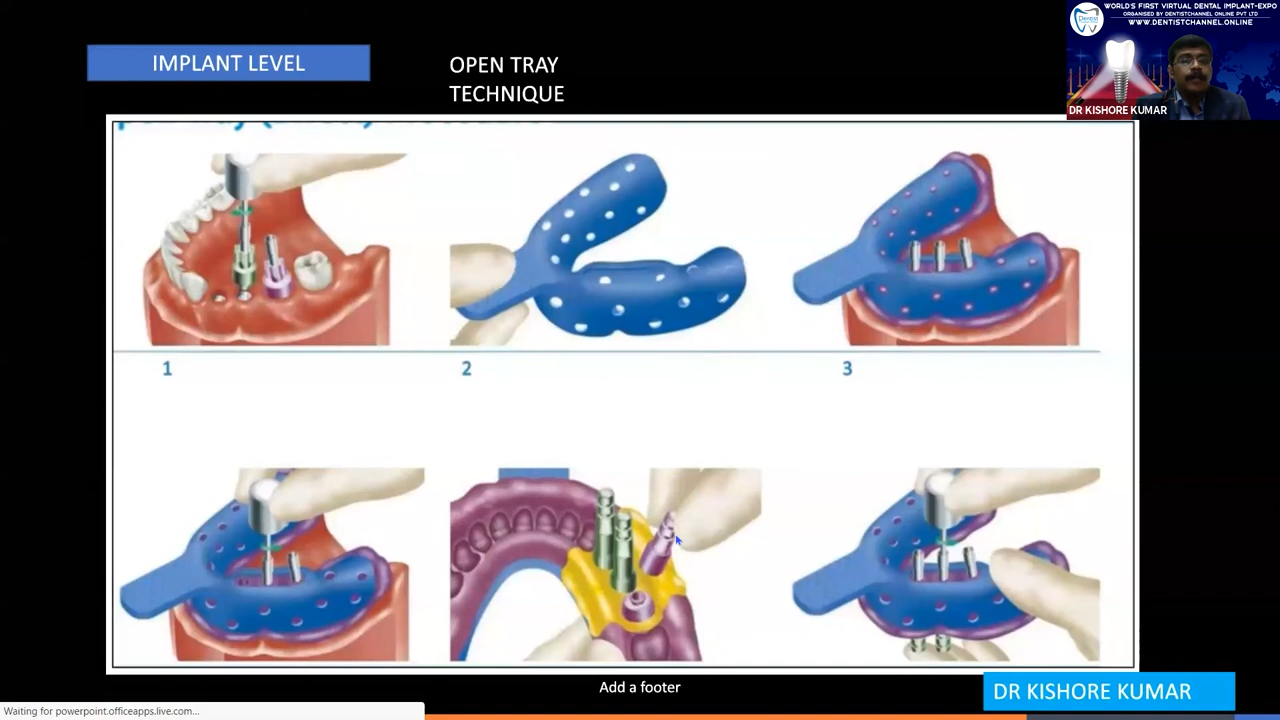 IMPLANT LEVEL
OPEN TRAY
TECHNIQUE
WORLD'S FIRST VIRTUAL DENTAL IMPLANT-EXPO
ORGANISED BY DENTISTCHANNEL ONLINE PVT LTD
WWW.DENTISTCHANNEL.ONLINE
DR KISHORE KUMAR
1
2
3
Add a footer
DR KISHORE KUMAR
Waiting for powerpoint.officeapps.live.com...